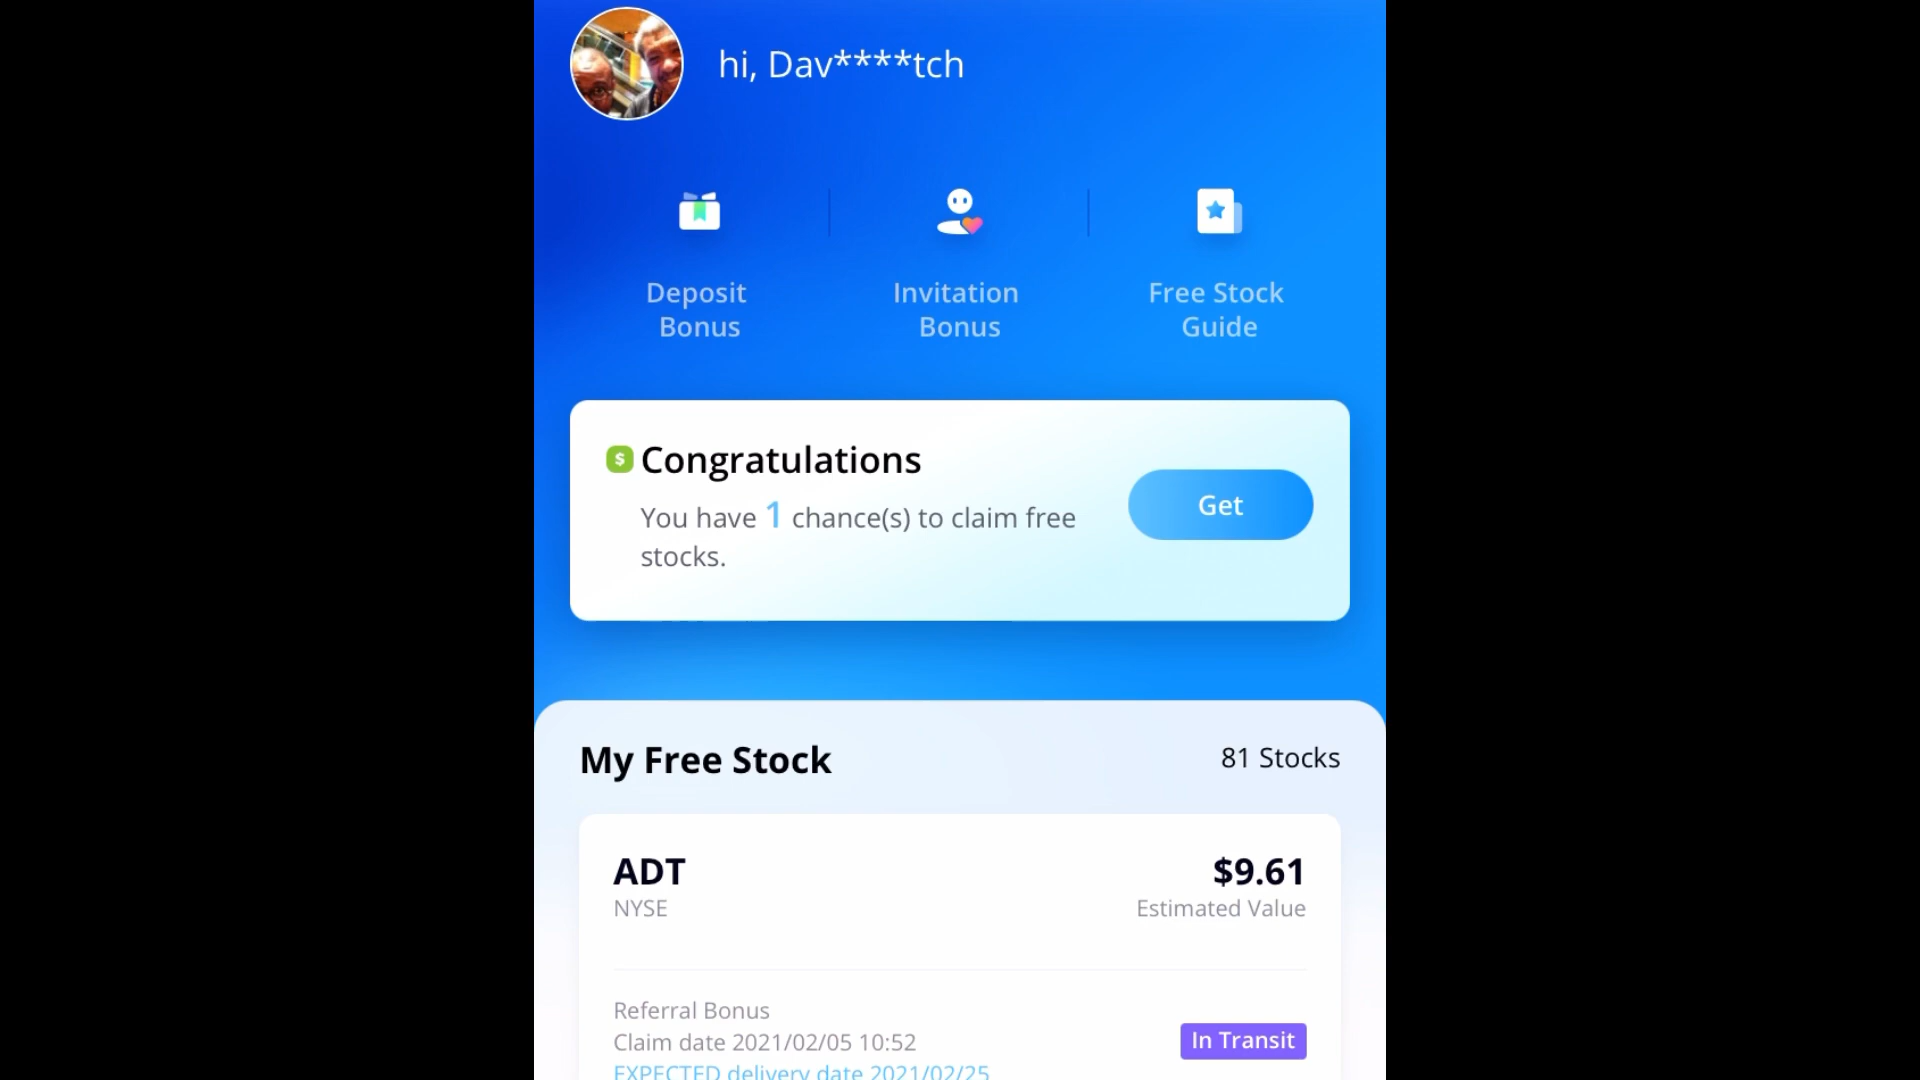 hi, Dav****tch
Deposit
Bonus
Invitation
Bonus
Free Stock
Guide
$ Congratulations
You have 1 chance(s) to claim free
stocks.
Get
My Free Stock
81 Stocks
ADT
$9.61
NYSE
Estimated Value
Referral Bonus
Claim date 2021/02/05 10:52
In Transit
EXPECTED delivery date 2021/02/25